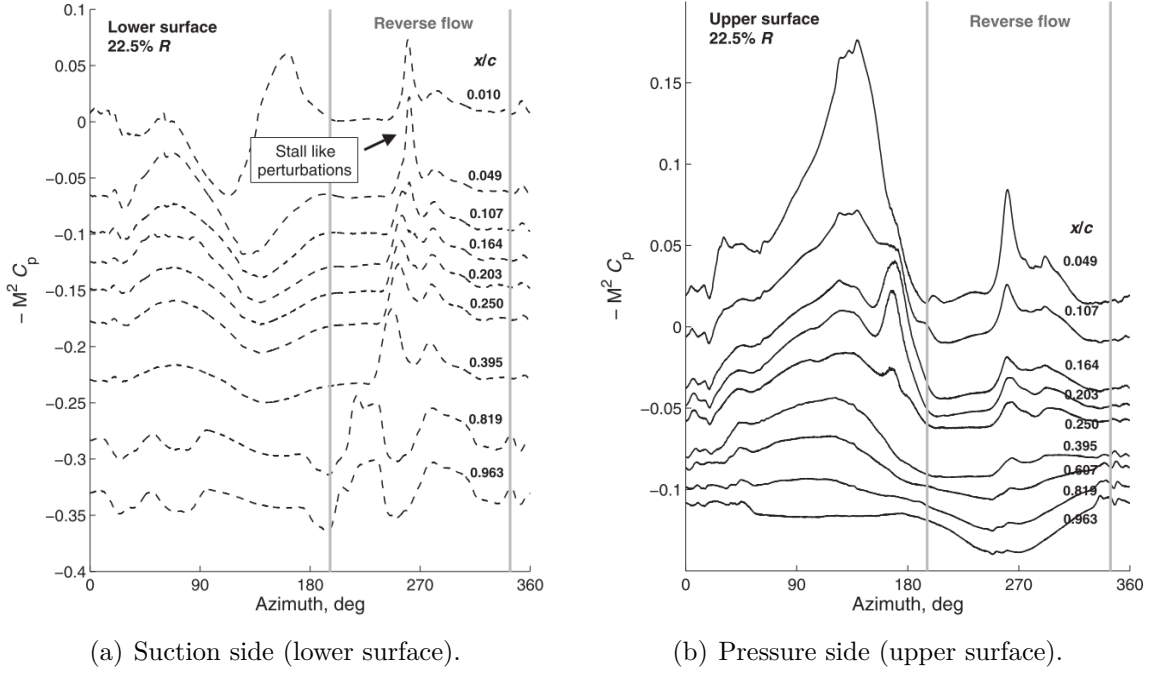 Lower surface
22.5% R
Reverse flow
x/c
0.010
Stall like
perturbations
0.049
0.107
0.164
0.203
0.250
0.395
0.819
0.963
0.1
0.05
0
−0.05
−0.1
−0.15
−0.2
−0.25
−0.3
−0.35
−0.4
− M² Cp
0 90 180 270 360
Azimuth, deg
(a) Suction side (lower surface).
Upper surface
22.5% R
Reverse flow
x/c
0.049
0.107
0.164
0.203
0.250
0.395
0.607
0.819
0.963
0.15
0.1
0.05
0
−0.05
−0.1
− M² Cp
0 90 180 270 360
Azimuth, deg
(b) Pressure side (upper surface).